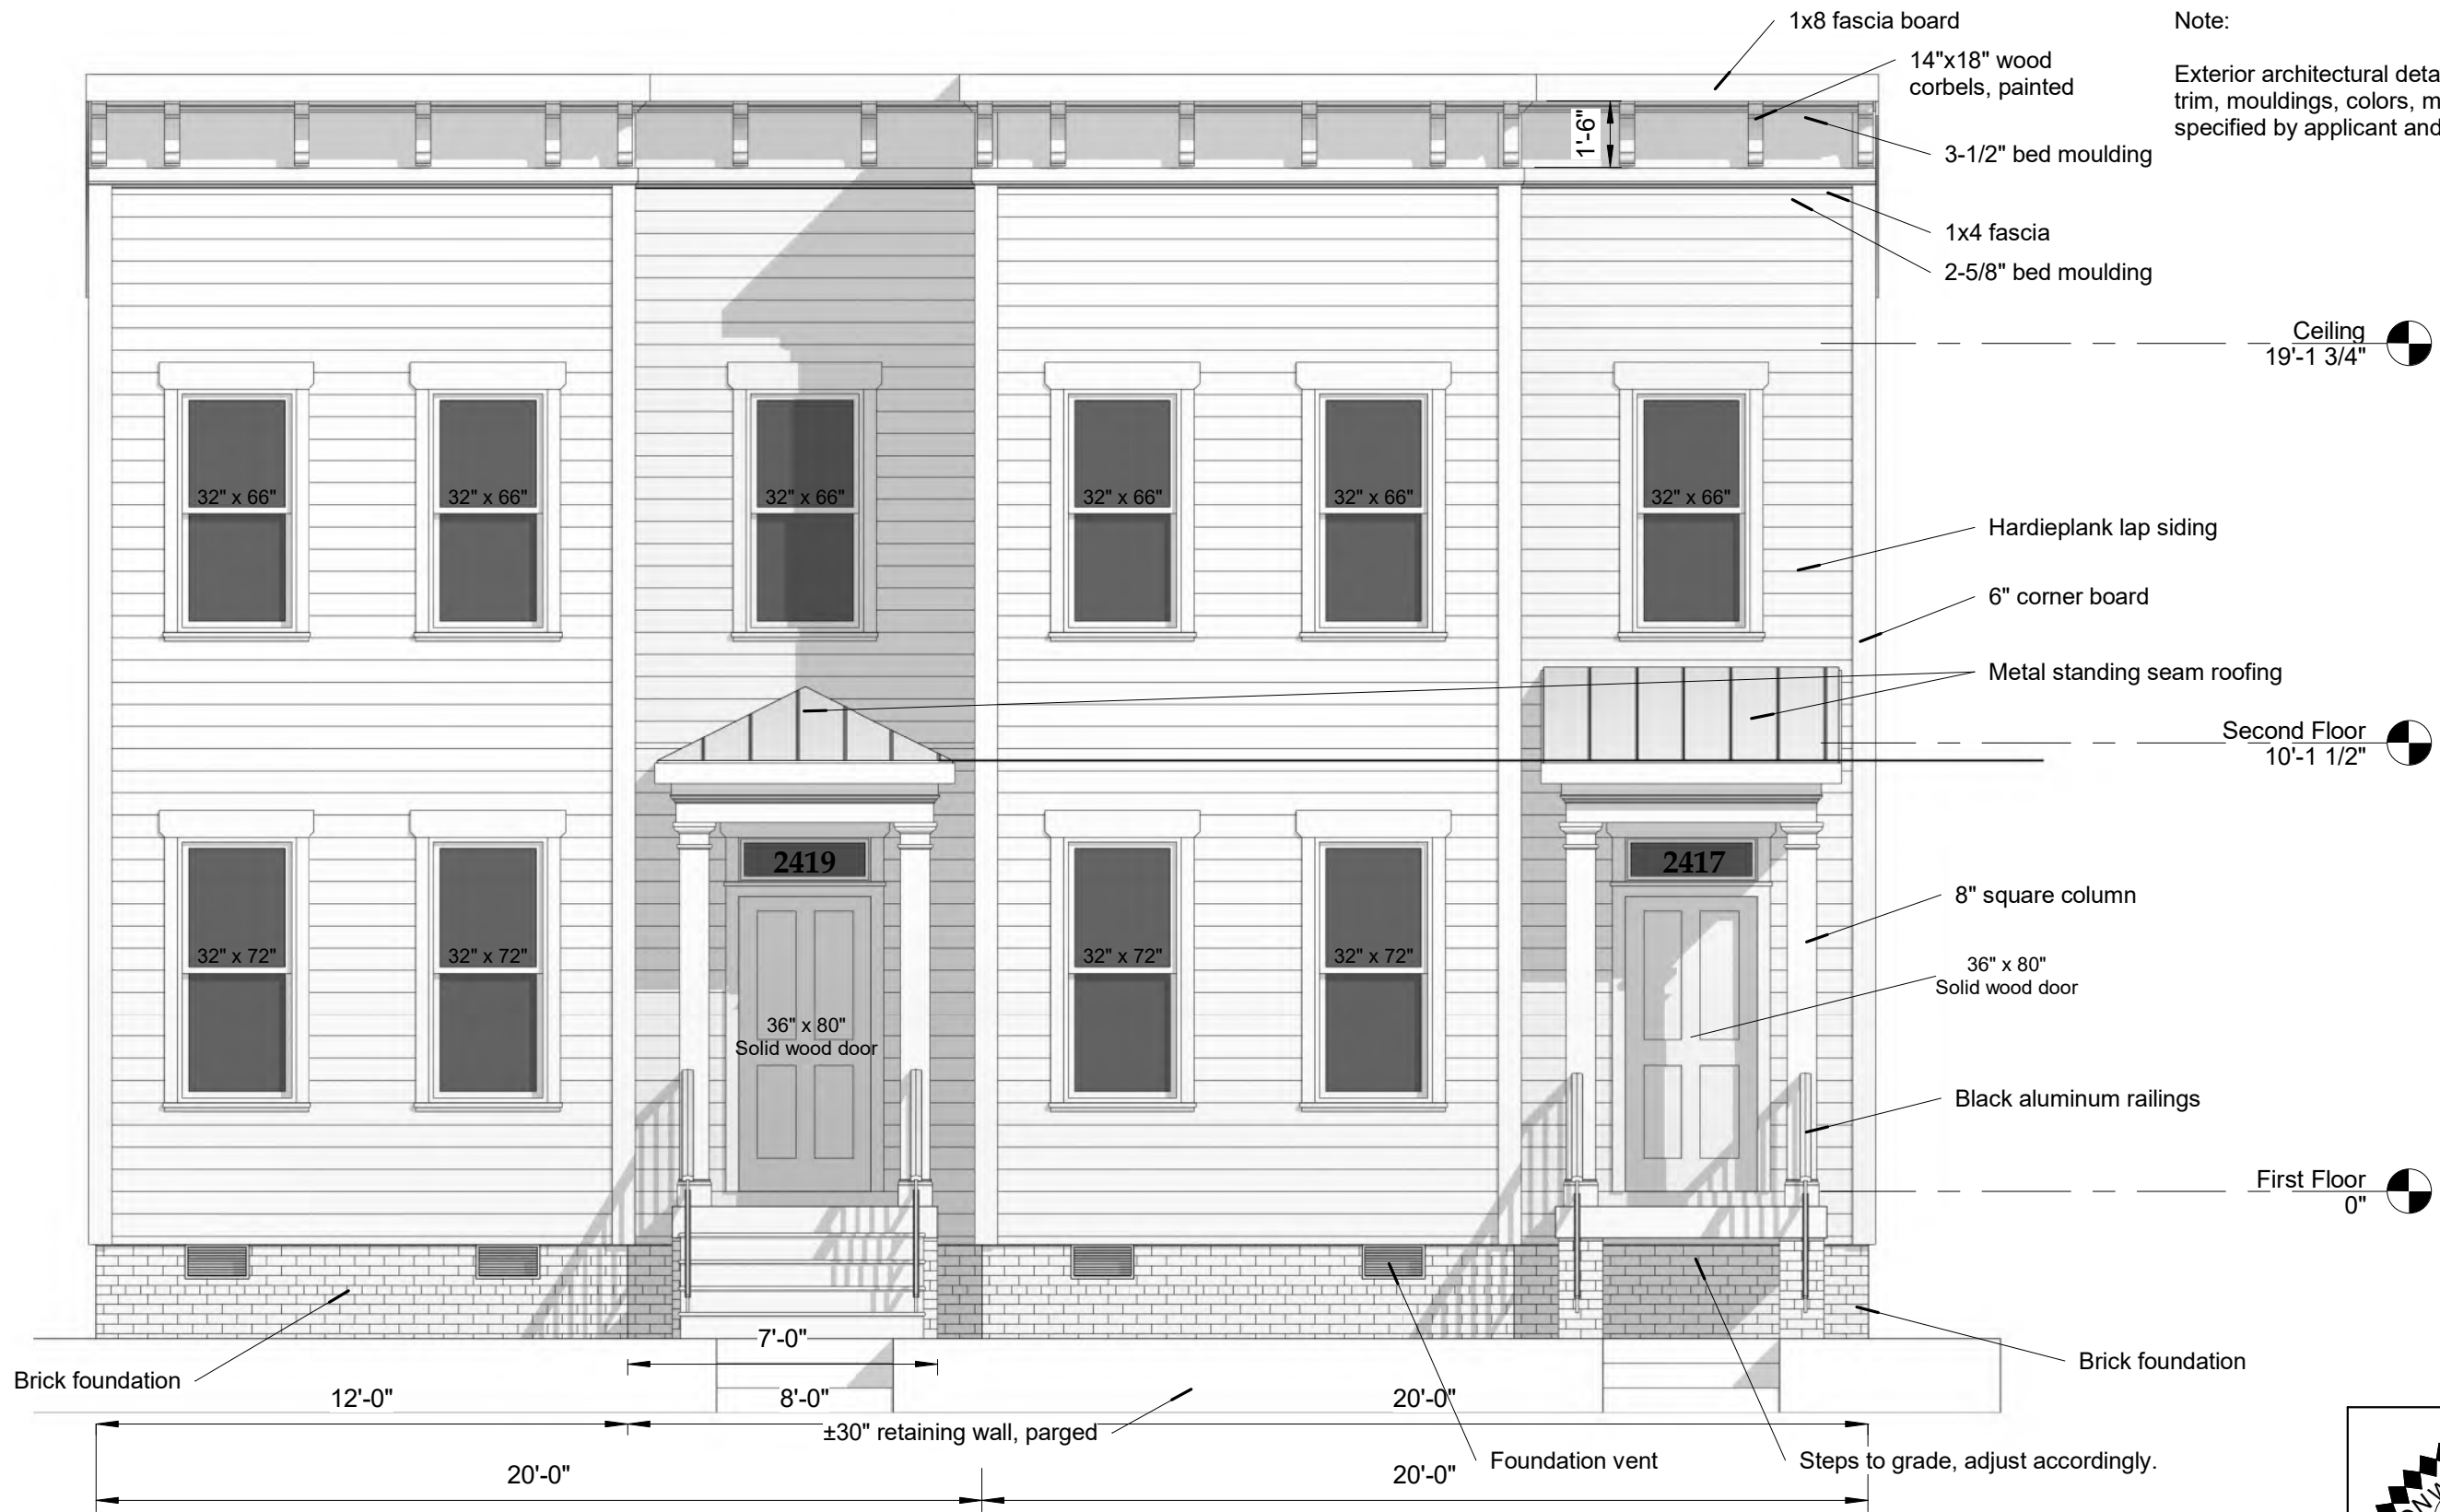 1x8 fascia board
Note:
14"x18" wood
corbels, painted
Exterior architectural
trim, mouldings, colors,
specified by applicant and
1'-6"
3-1/2" bed moulding
1x4 fascia
2-5/8" bed moulding
Ceiling
19'-1 3/4"
32" x 66"
32" x 66"
32" x 66"
32" x 66"
32" x 66"
32" x 66"
Hardieplank lap siding
6" corner board
Metal standing seam roofing
Second Floor
10'-1 1/2"
2419
2417
8" square column
32" x 72"
32" x 72"
32" x 72"
32" x 72"
36" x 80"
Solid wood door
36" x 80"
Solid wood door
Black aluminum railings
First Floor
0"
7'-0"
Brick foundation
Brick foundation
12'-0"
8'-0"
20'-0"
±30" retaining wall, parged
Foundation vent
Steps to grade, adjust accordingly.
20'-0"
20'-0"